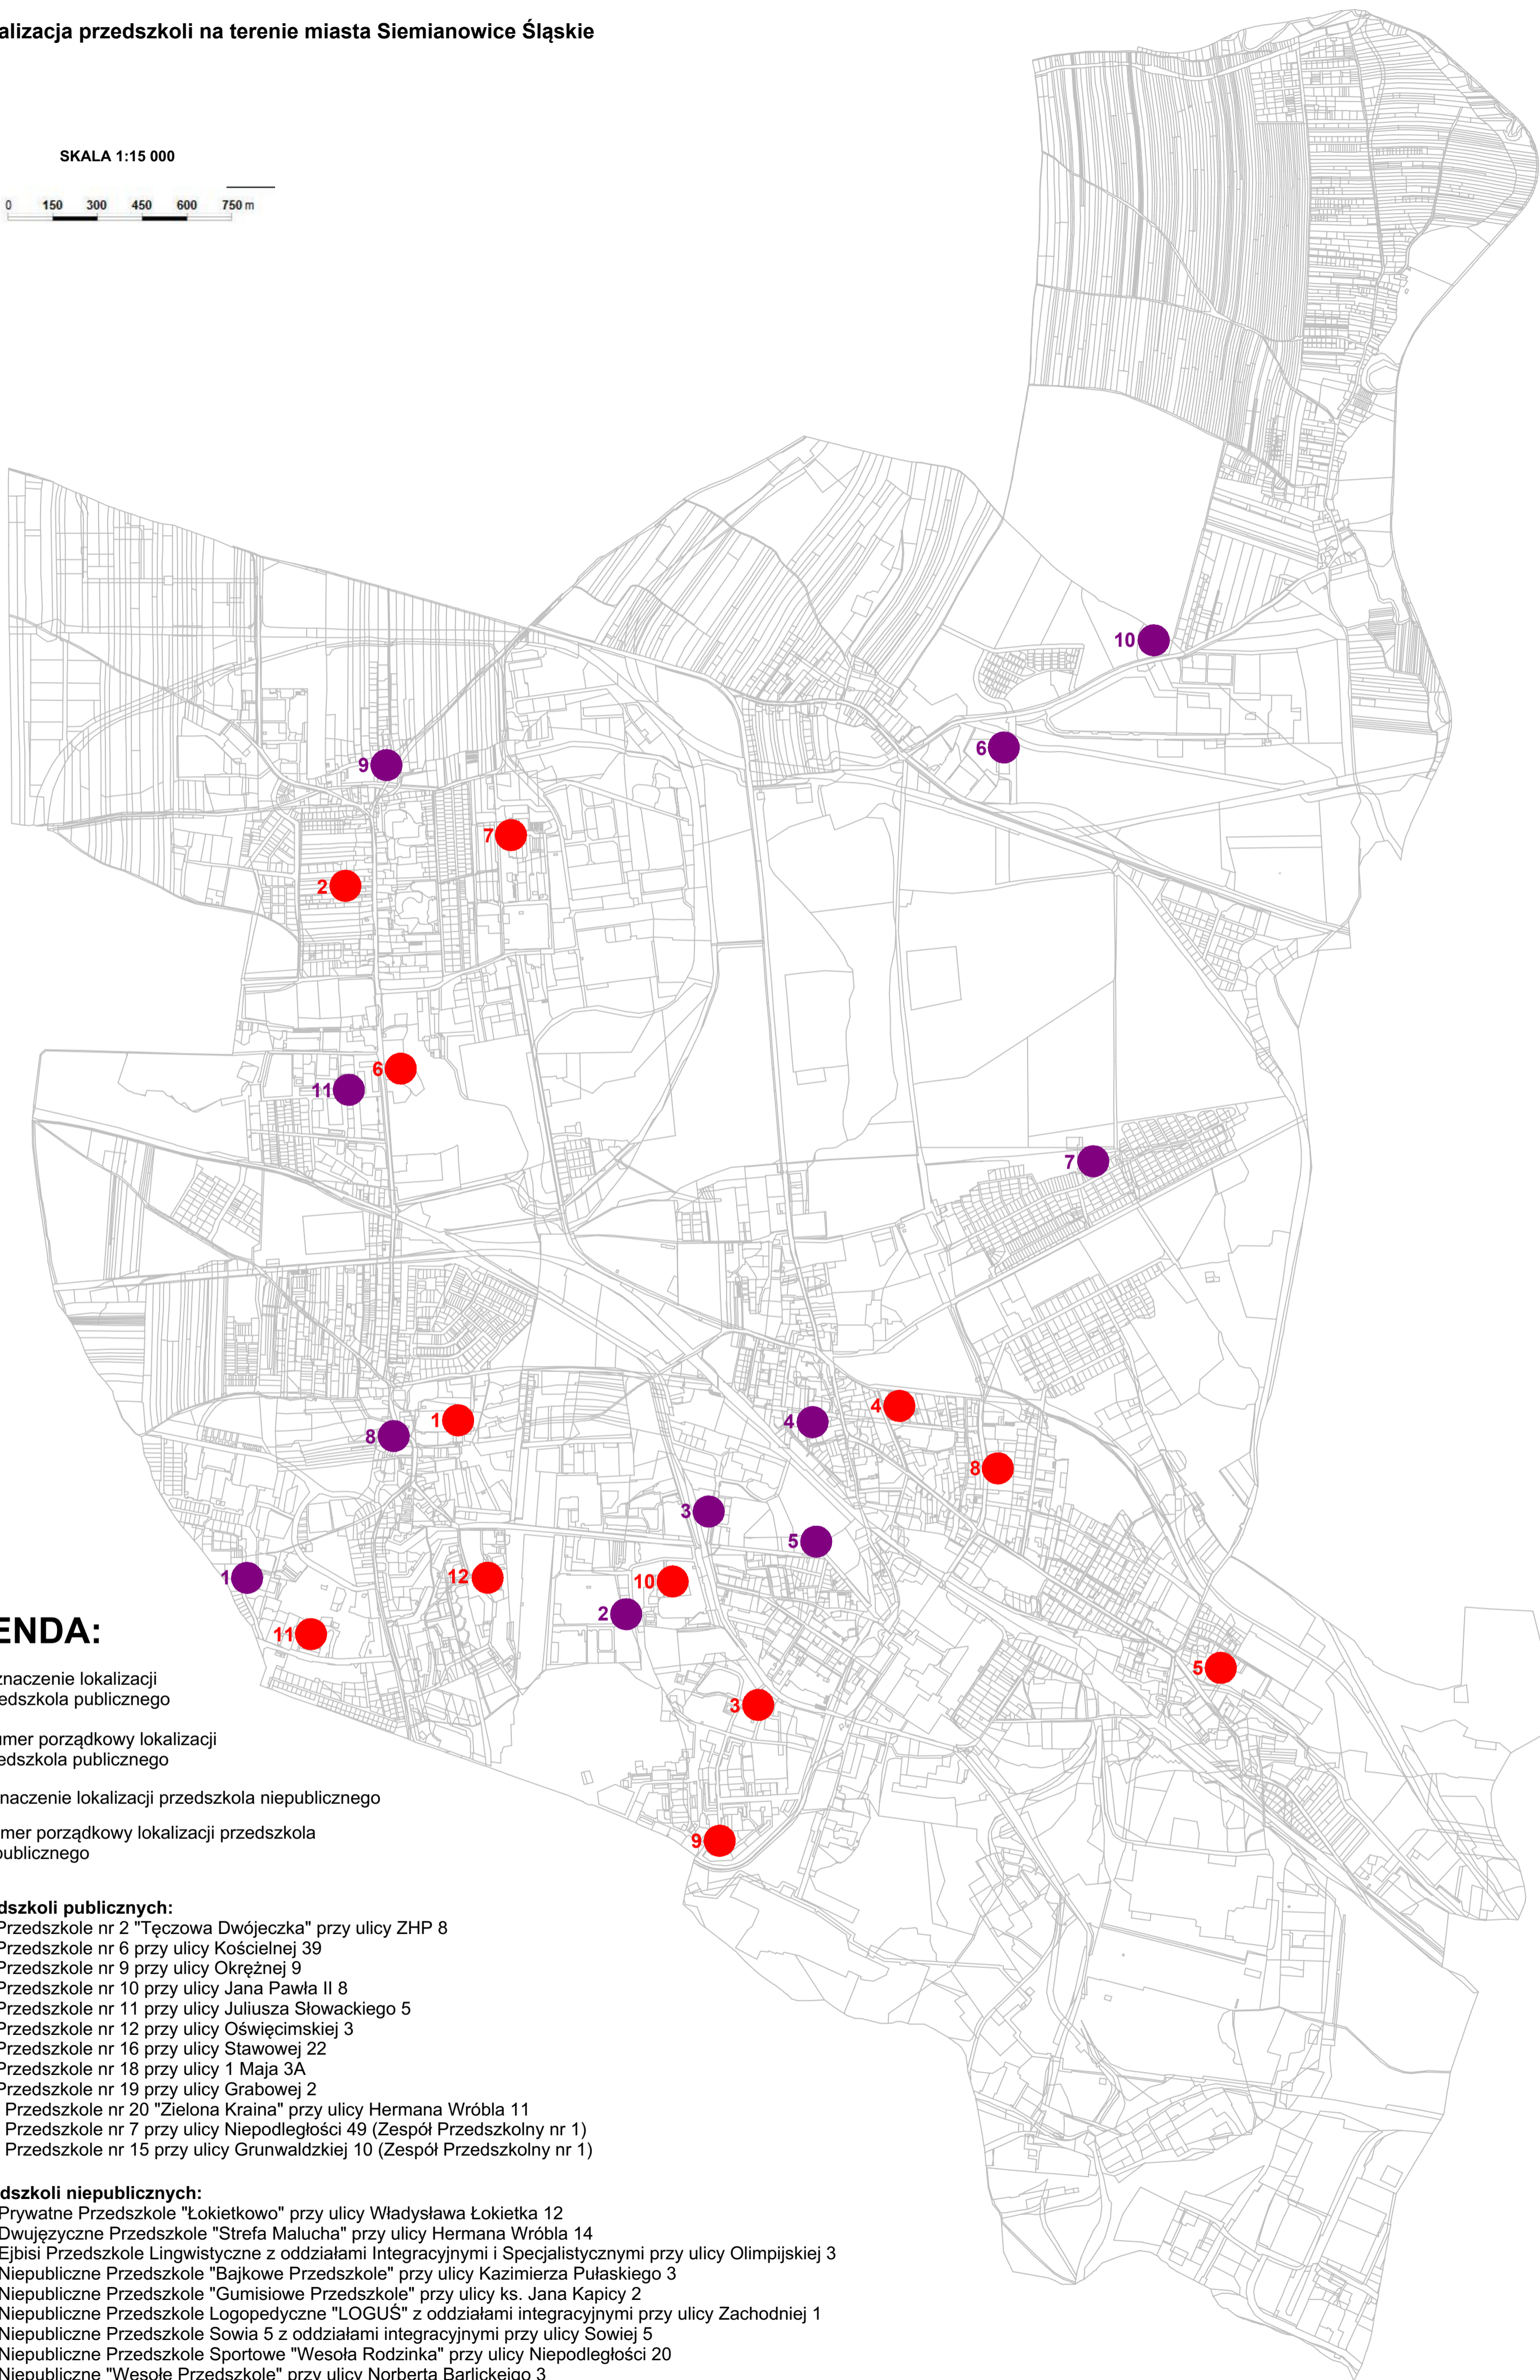 alizacja przedszkoli na terenie miasta Siemianowice Śląskie
SKALA 1:15 000
0 150 300 450 600 750 m
10
6
9
7
2
6
11
7
1
8
4
4
8
3
5
1
12
10
2
11
3
5
9
ENDA:
znaczenie lokalizacji
edszkola publicznego
umer porządkowy lokalizacji
edszkola publicznego
naczenie lokalizacji przedszkola niepublicznego
mer porządkowy lokalizacji przedszkola
publicznego
dszkoli publicznych:
Przedszkole nr 2 "Tęczowa Dwójeczka" przy ulicy ZHP 8
Przedszkole nr 6 przy ulicy Kościelnej 39
Przedszkole nr 9 przy ulicy Okrężnej 9
Przedszkole nr 10 przy ulicy Jana Pawła II 8
Przedszkole nr 11 przy ulicy Juliusza Słowackiego 5
Przedszkole nr 12 przy ulicy Oświęcimskiej 3
Przedszkole nr 16 przy ulicy Stawowej 22
Przedszkole nr 18 przy ulicy 1 Maja 3A
Przedszkole nr 19 przy ulicy Grabowej 2
Przedszkole nr 20 "Zielona Kraina" przy ulicy Hermana Wróbla 11
Przedszkole nr 7 przy ulicy Niepodległości 49 (Zespół Przedszkolny nr 1)
Przedszkole nr 15 przy ulicy Grunwaldzkiej 10 (Zespół Przedszkolny nr 1)
dszkoli niepublicznych:
Prywatne Przedszkole "Łokietkowo" przy ulicy Władysława Łokietka 12
Dwujęzyczne Przedszkole "Strefa Malucha" przy ulicy Hermana Wróbla 14
Ejbisi Przedszkole Lingwistyczne z oddziałami Integracyjnymi i Specjalistycznymi przy ulicy Olimpijskiej 3
Niepubliczne Przedszkole "Bajkowe Przedszkole" przy ulicy Kazimierza Pułaskiego 3
Niepubliczne Przedszkole "Gumisiowe Przedszkole" przy ulicy ks. Jana Kapicy 2
Niepubliczne Przedszkole Logopedyczne "LOGUŚ" z oddziałami integracyjnymi przy ulicy Zachodniej 1
Niepubliczne Przedszkole Sowia 5 z oddziałami integracyjnymi przy ulicy Sowiej 5
Niepubliczne Przedszkole Sportowe "Wesoła Rodzinka" przy ulicy Niepodległości 20
Niepubliczne "Wesołe Przedszkole" przy ulicy Norberta Barlickeigo 3